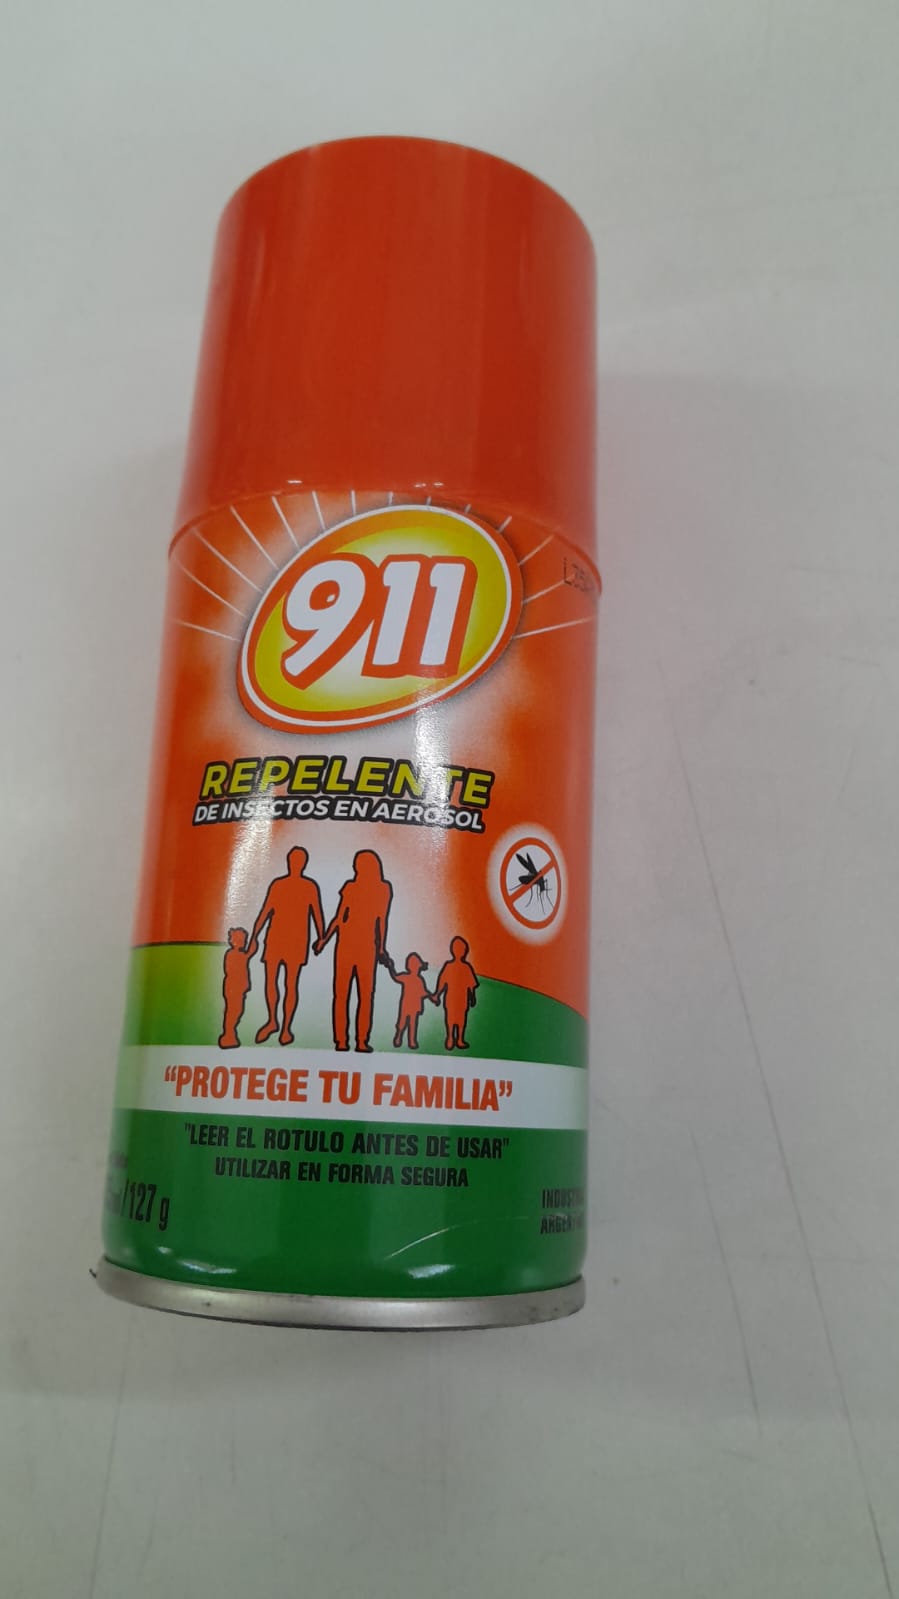 911
REPELENTE
DE INSECTOS EN AEROSOL
"PROTEGE TU FAMILIA"
"LEER EL ROTULO ANTES DE USAR"
UTILIZAR EN FORMA SEGURA
/127 g